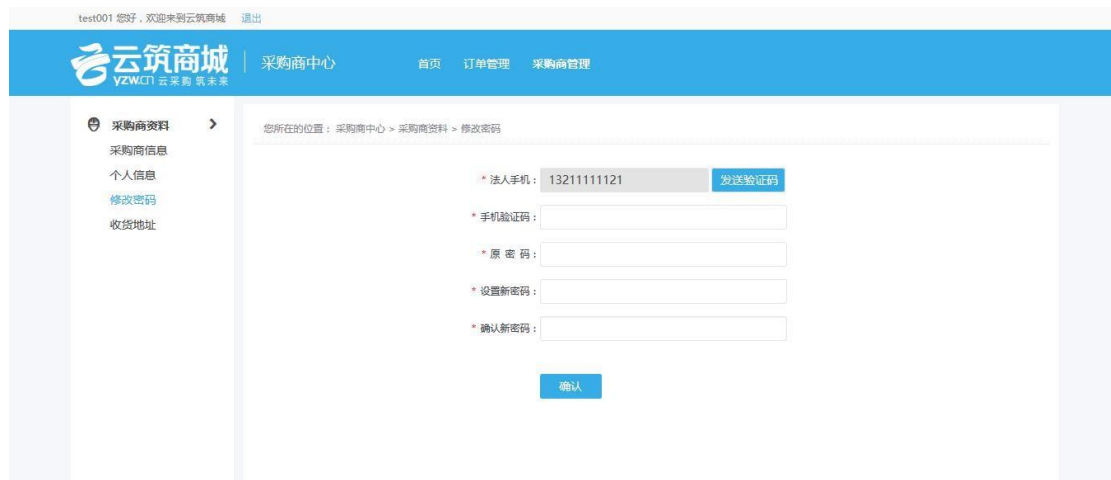 test001 您好，欢迎来到云筑商城 退出
云筑商城
yzw.cn 云采购 筑未来
采购商中心 首页 订单管理 采购商管理
采购商资料
采购商信息
个人信息
修改密码
收货地址
您所在的位置：采购商中心 > 采购商资料 > 修改密码
* 法人手机： 13211111121 发送验证码
* 手机验证码：
* 原 密 码：
* 设置新密码：
* 确认新密码：
确认